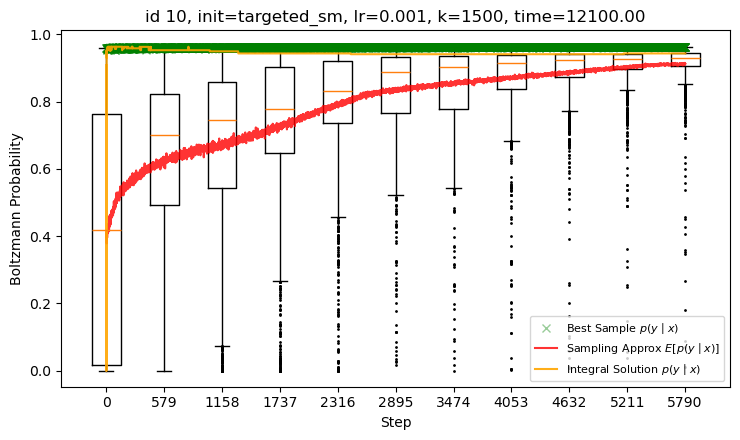 id 10, init=targeted_sm, lr=0.001, k=1500, time=12100.00
1.0
0.8
0.6
0.4
0.2
0.0
Boltzmann Probability
Best Sample p(y | x)
Sampling Approx E[p(y | x)]
Integral Solution p(y | x)
0 579 1158 1737 2316 2895 3474 4053 4632 5211 5790
Step